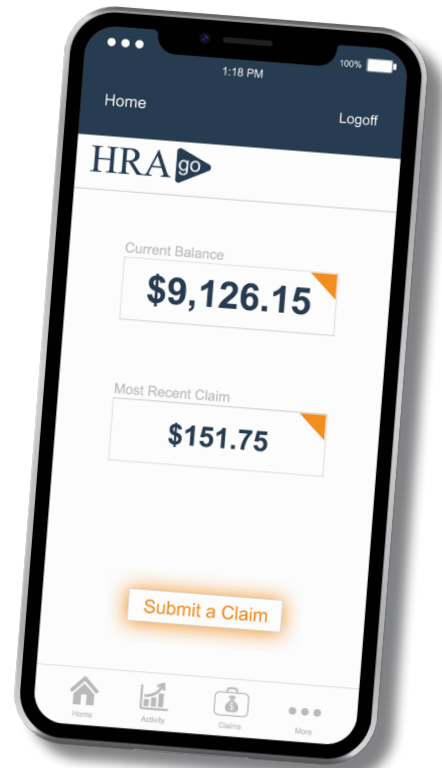 1:18 PM
100%
Home
Logoff
HRA go
Current Balance
$9,126.15
Most Recent Claim
$151.75
Submit a Claim
Home
Activity
Claims
More